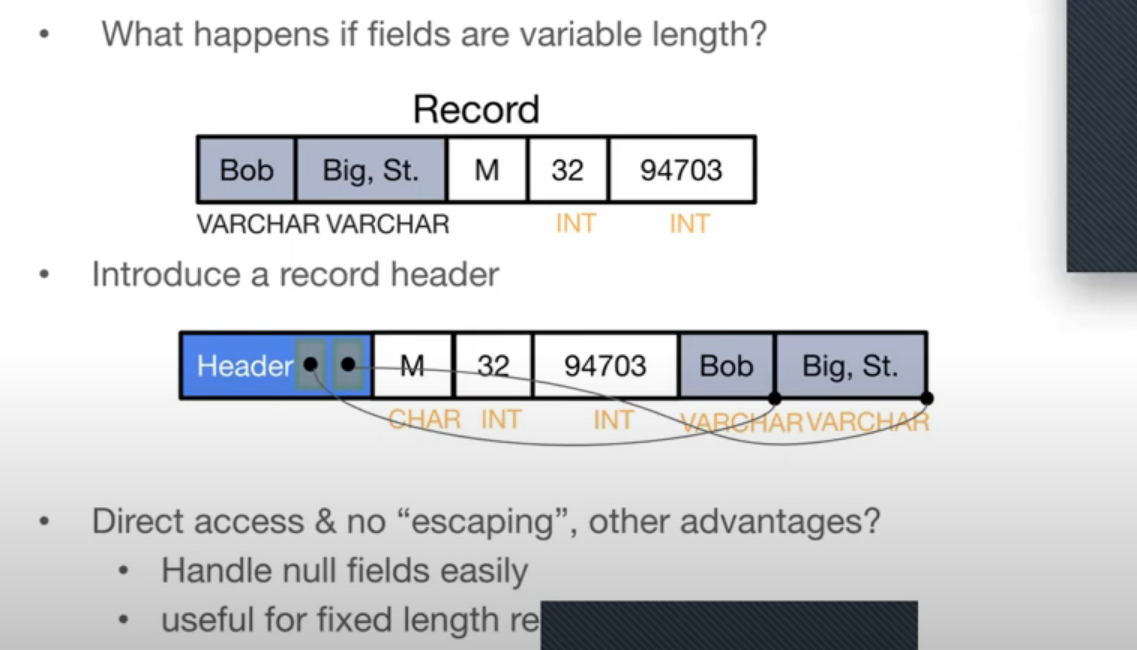 • What happens if fields are variable length?
Record
Bob Big, St. M 32 94703
VARCHAR VARCHAR INT INT
• Introduce a record header
Header M 32 94703 Bob Big, St.
CHAR INT INT VARCHAR VARCHAR
• Direct access & no “escaping”, other advantages?
• Handle null fields easily
• useful for fixed length